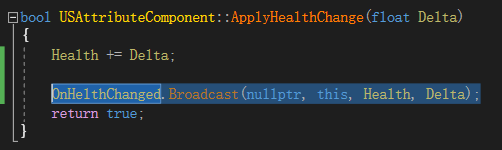 bool USAttributeComponent::ApplyHealthChange(float Delta)
{
Health += Delta;
OnHelthChanged.Broadcast(nullptr, this, Health, Delta);
return true;
}